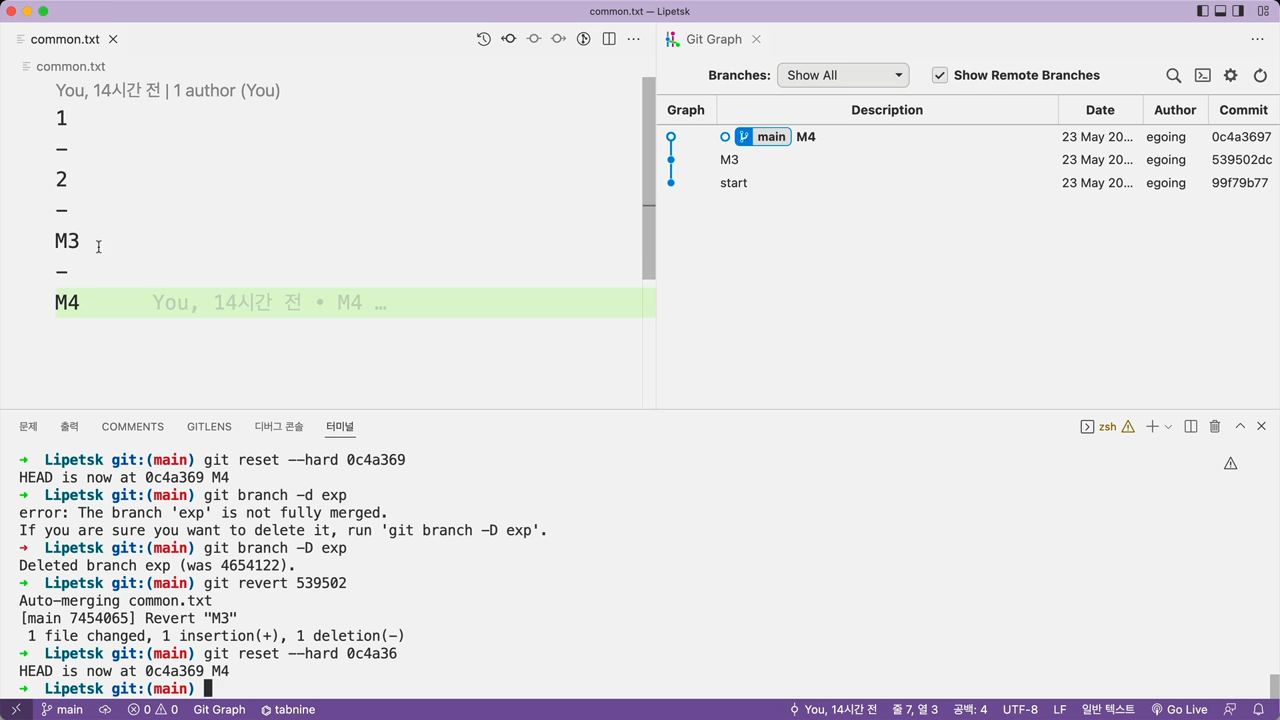 common.txt — Lipetsk
common.txt
common.txt
You, 14시간 전 | 1 author (You)
1
-
2
-
M3
-
M4 You, 14시간 전 • M4 …
Git Graph
Branches: Show All Show Remote Branches
Graph Description Date Author Commit
main M4 23 May 20... egoing 0c4a3697
M3 23 May 20... egoing 539502dc
start 23 May 20... egoing 99f79b77
문제 출력 COMMENTS GITLENS 디버그 콘솔 터미널 zsh
→ Lipetsk git:(main) git reset --hard 0c4a369
HEAD is now at 0c4a369 M4
→ Lipetsk git:(main) git branch -d exp
error: The branch 'exp' is not fully merged.
If you are sure you want to delete it, run 'git branch -D exp'.
→ Lipetsk git:(main) git branch -D exp
Deleted branch exp (was 4654122).
→ Lipetsk git:(main) git revert 539502
Auto-merging common.txt
[main 7454065] Revert "M3"
1 file changed, 1 insertion(+), 1 deletion(-)
→ Lipetsk git:(main) git reset --hard 0c4a36
HEAD is now at 0c4a369 M4
→ Lipetsk git:(main)
main 0 0 Git Graph tabnine You, 14시간 전 줄 7, 열 3 공백: 4 UTF-8 LF 일반 텍스트 Go Live